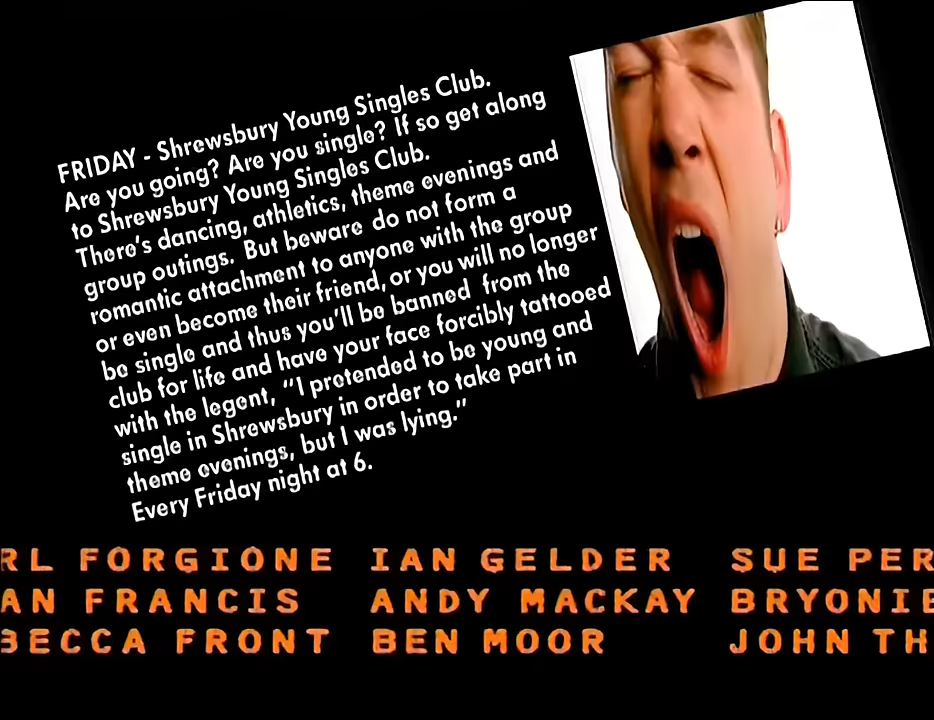 FRIDAY - Shrewsbury Young Singles Club.
Are you going? Are you single? If so get along
to Shrewsbury Young Singles Club.
There's dancing, athletics, theme evenings and
group outings. But beware do not form a
romantic attachment to anyone with the group
or even become their friend, or you will no longer
be single and thus you'll be banned from the
club for life and have your face forcibly tattooed
with the legent, "I pretended to be young and
single in Shrewsbury in order to take part in
theme evenings, but I was lying."
Every Friday night at 6.
RL FORGIONE IAN GELDER SUE PER
AN FRANCIS ANDY MACKAY BRYONIE
BECCA FRONT BEN MOOR JOHN TH